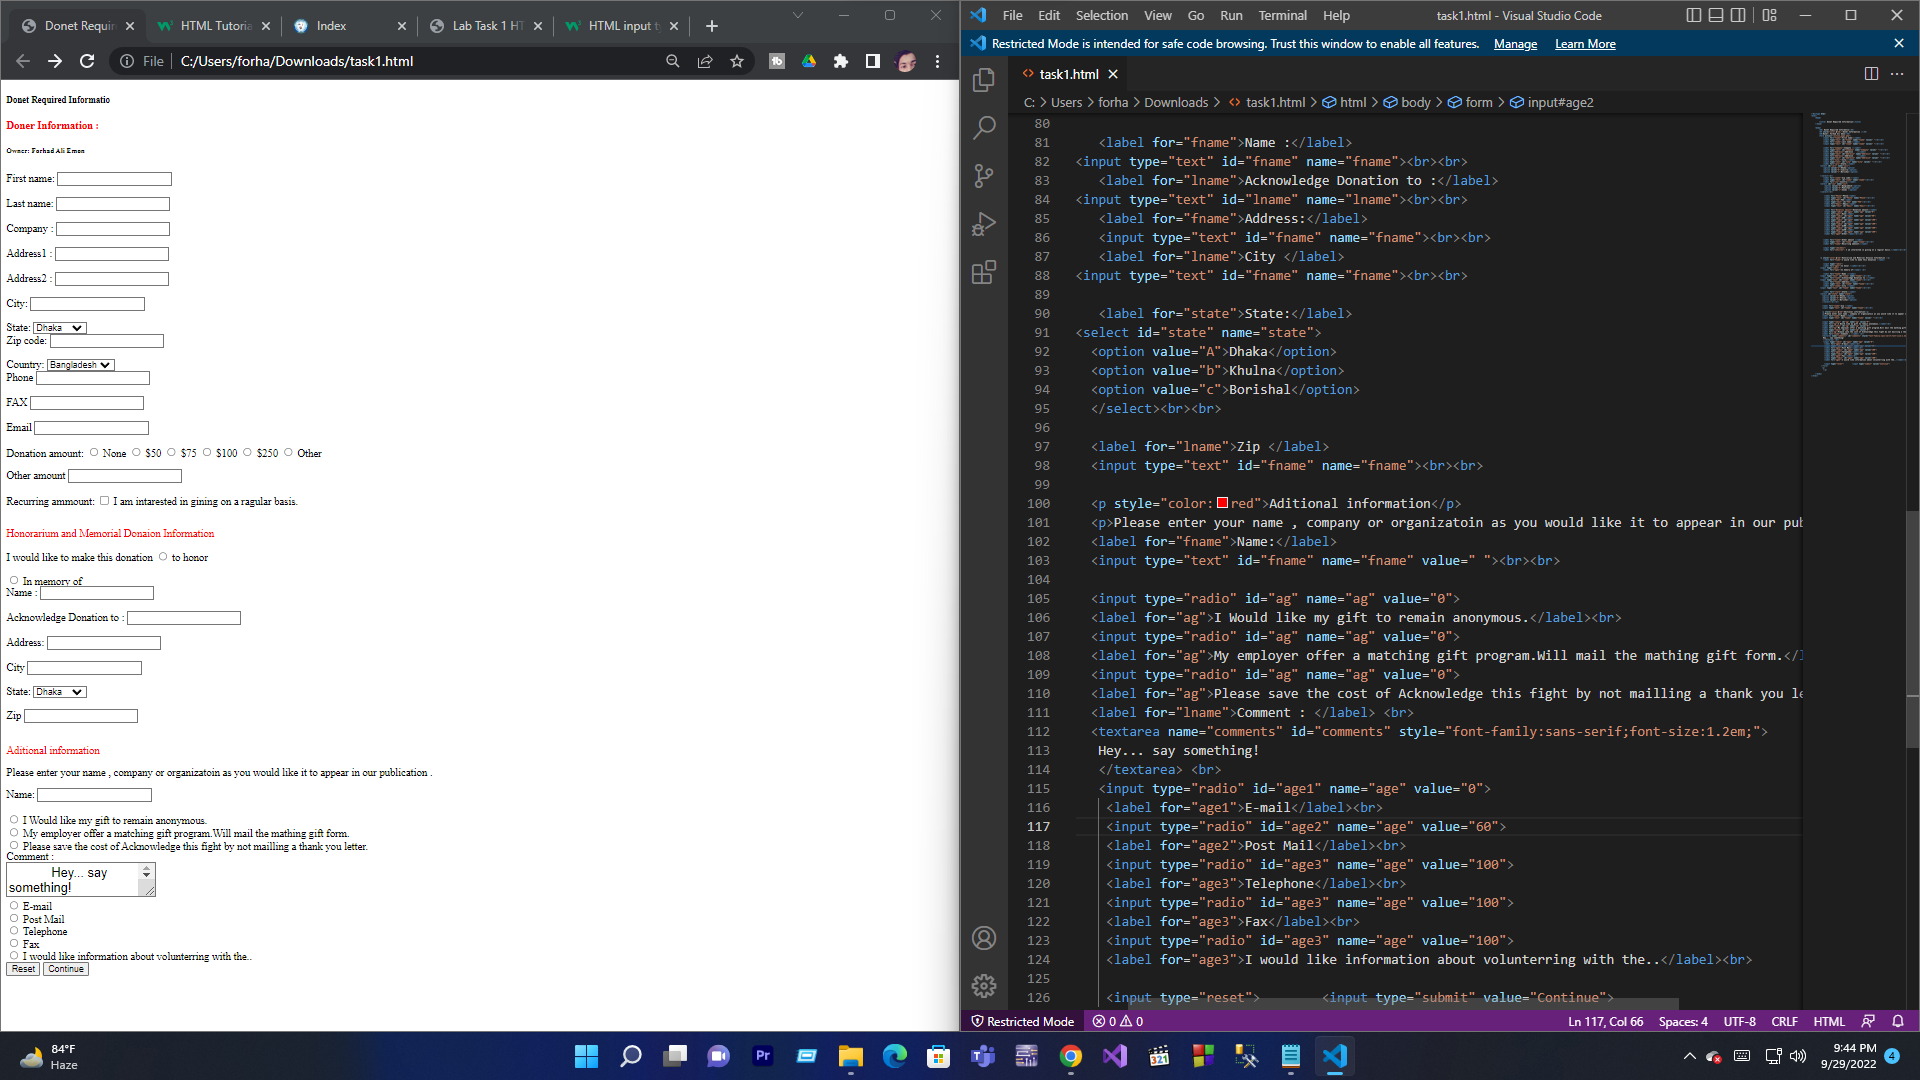 Donet Requir
HTML Tutoria
Index
Lab Task 1 HT
HTML input t
File
C:/Users/forha/Downloads/task1.html
Donet Required Informatio
Doner Information :
Owner: Forhad Ali Emon
First name:
Last name:
Company :
Address1 :
Address2 :
City:
State: Dhaka
Zip code:
Country: Bangladesh
Phone
FAX
Email
Donation amount: None $50 $75 $100 $250 Other
Other amount
Recurring ammount: I am intarested in gining on a ragular basis.
Honorarium and Memorial Donaion Information
I would like to make this donation to honor
In memory of
Name :
Acknowledge Donation to :
Address:
City
State: Dhaka
Zip
Aditional information
Please enter your name , company or organizatoin as you would like it to appear in our publication .
Name:
I Would like my gift to remain anonymous.
My employer offer a matching gift program.Will mail the mathing gift form.
Please save the cost of Acknowledge this fight by not mailling a thank you letter.
Comment :
Hey... say
something!
E-mail
Post Mail
Telephone
Fax
I would like information about volunterring with the..
Reset Continue
File Edit Selection View Go Run Terminal Help
task1.html - Visual Studio Code
Restricted Mode is intended for safe code browsing. Trust this window to enable all features. Manage Learn More
task1.html
C: > Users > forha > Downloads > task1.html > html > body > form > input#age2
80
81 <label for="fname">Name :</label>
82 <input type="text" id="fname" name="fname"><br><br>
83 <label for="lname">Acknowledge Donation to :</label>
84 <input type="text" id="lname" name="lname"><br><br>
85 <label for="fname">Address:</label>
86 <input type="text" id="fname" name="fname"><br><br>
87 <label for="lname">City </label>
88 <input type="text" id="fname" name="fname"><br><br>
89
90 <label for="state">State:</label>
91 <select id="state" name="state">
92 <option value="A">Dhaka</option>
93 <option value="b">Khulna</option>
94 <option value="c">Borishal</option>
95 </select><br><br>
96
97 <label for="lname">Zip </label>
98 <input type="text" id="fname" name="fname"><br><br>
99
100 <p style="color:red">Aditional information</p>
101 <p>Please enter your name , company or organizatoin as you would like it to appear in our pub
102 <label for="fname">Name:</label>
103 <input type="text" id="fname" name="fname" value=" "><br><br>
104
105 <input type="radio" id="ag" name="ag" value="0">
106 <label for="ag">I Would like my gift to remain anonymous.</label><br>
107 <input type="radio" id="ag" name="ag" value="0">
108 <label for="ag">My employer offer a matching gift program.Will mail the mathing gift form.</l
109 <input type="radio" id="ag" name="ag" value="0">
110 <label for="ag">Please save the cost of Acknowledge this fight by not mailling a thank you le
111 <label for="lname">Comment : </label> <br>
112 <textarea name="comments" id="comments" style="font-family:sans-serif;font-size:1.2em;">
113 Hey... say something!
114 </textarea> <br>
115 <input type="radio" id="age1" name="age" value="0">
116 <label for="age1">E-mail</label><br>
117 <input type="radio" id="age2" name="age" value="60">
118 <label for="age2">Post Mail</label><br>
119 <input type="radio" id="age3" name="age" value="100">
120 <label for="age3">Telephone</label><br>
121 <input type="radio" id="age3" name="age" value="100">
122 <label for="age3">Fax</label><br>
123 <input type="radio" id="age3" name="age" value="100">
124 <label for="age3">I would like information about volunterring with the..</label><br>
125
126 <input type="reset"> <input type="submit" value="Continue">
Restricted Mode 0 0
Ln 117, Col 66 Spaces: 4 UTF-8 CRLF HTML
84°F
Haze
Pr
321
9:44 PM
9/29/2022
4